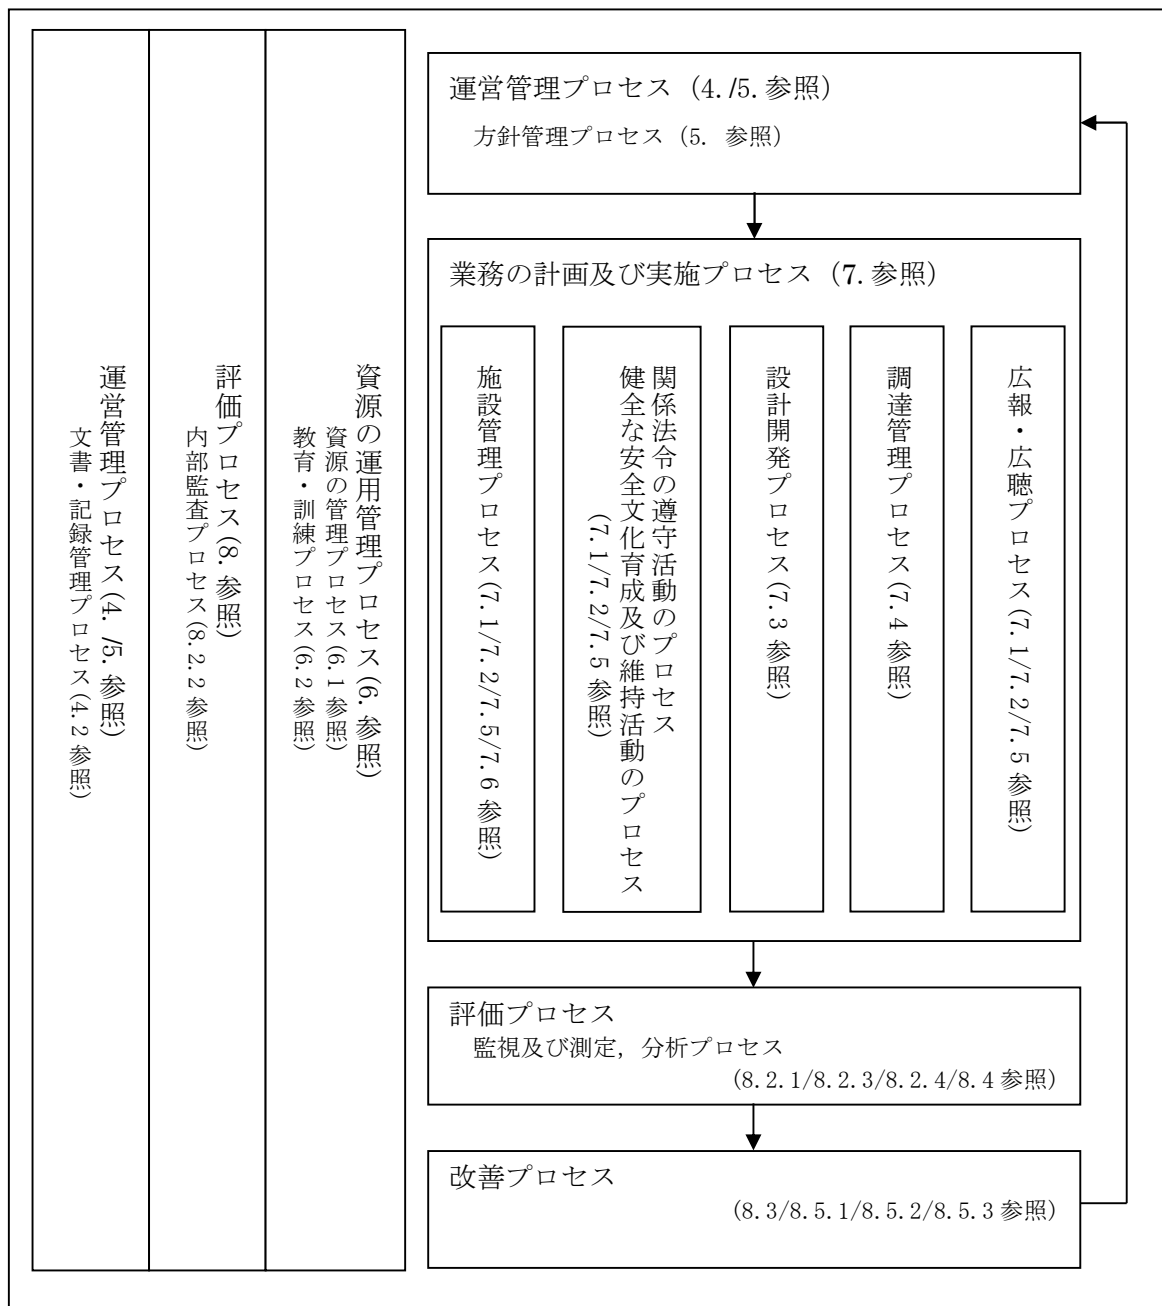 運営管理プロセス(4./5.参照)
文書・記録管理プロセス(4.2参照)
評価プロセス(8.参照)
内部監査プロセス(8.2.2参照)
資源の運用管理プロセス(6.参照)
資源の管理プロセス(6.1参照)
教育・訓練プロセス(6.2参照)
運営管理プロセス (4./5.参照)
方針管理プロセス (5. 参照)
業務の計画及び実施プロセス (7.参照)
施設管理プロセス(7.1/7.2/7.5/7.6参照)
関係法令の遵守活動のプロセス
健全な安全文化育成及び維持活動のプロセス
(7.1/7.2/7.5参照)
設計開発プロセス(7.3参照)
調達管理プロセス(7.4参照)
広報・広聴プロセス(7.1/7.2/7.5参照)
評価プロセス
監視及び測定，分析プロセス
(8.2.1/8.2.3/8.2.4/8.4参照)
改善プロセス
(8.3/8.5.1/8.5.2/8.5.3参照)